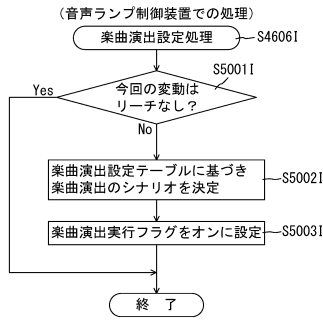 （音声ランプ制御装置での処理）
楽曲演出設定処理
S4606I
S5001I
今回の変動は
リーチなし？
Yes
No
楽曲演出設定テーブルに基づき
楽曲演出のシナリオを決定
S5002I
楽曲演出実行フラグをオンに設定
S5003I
終 了